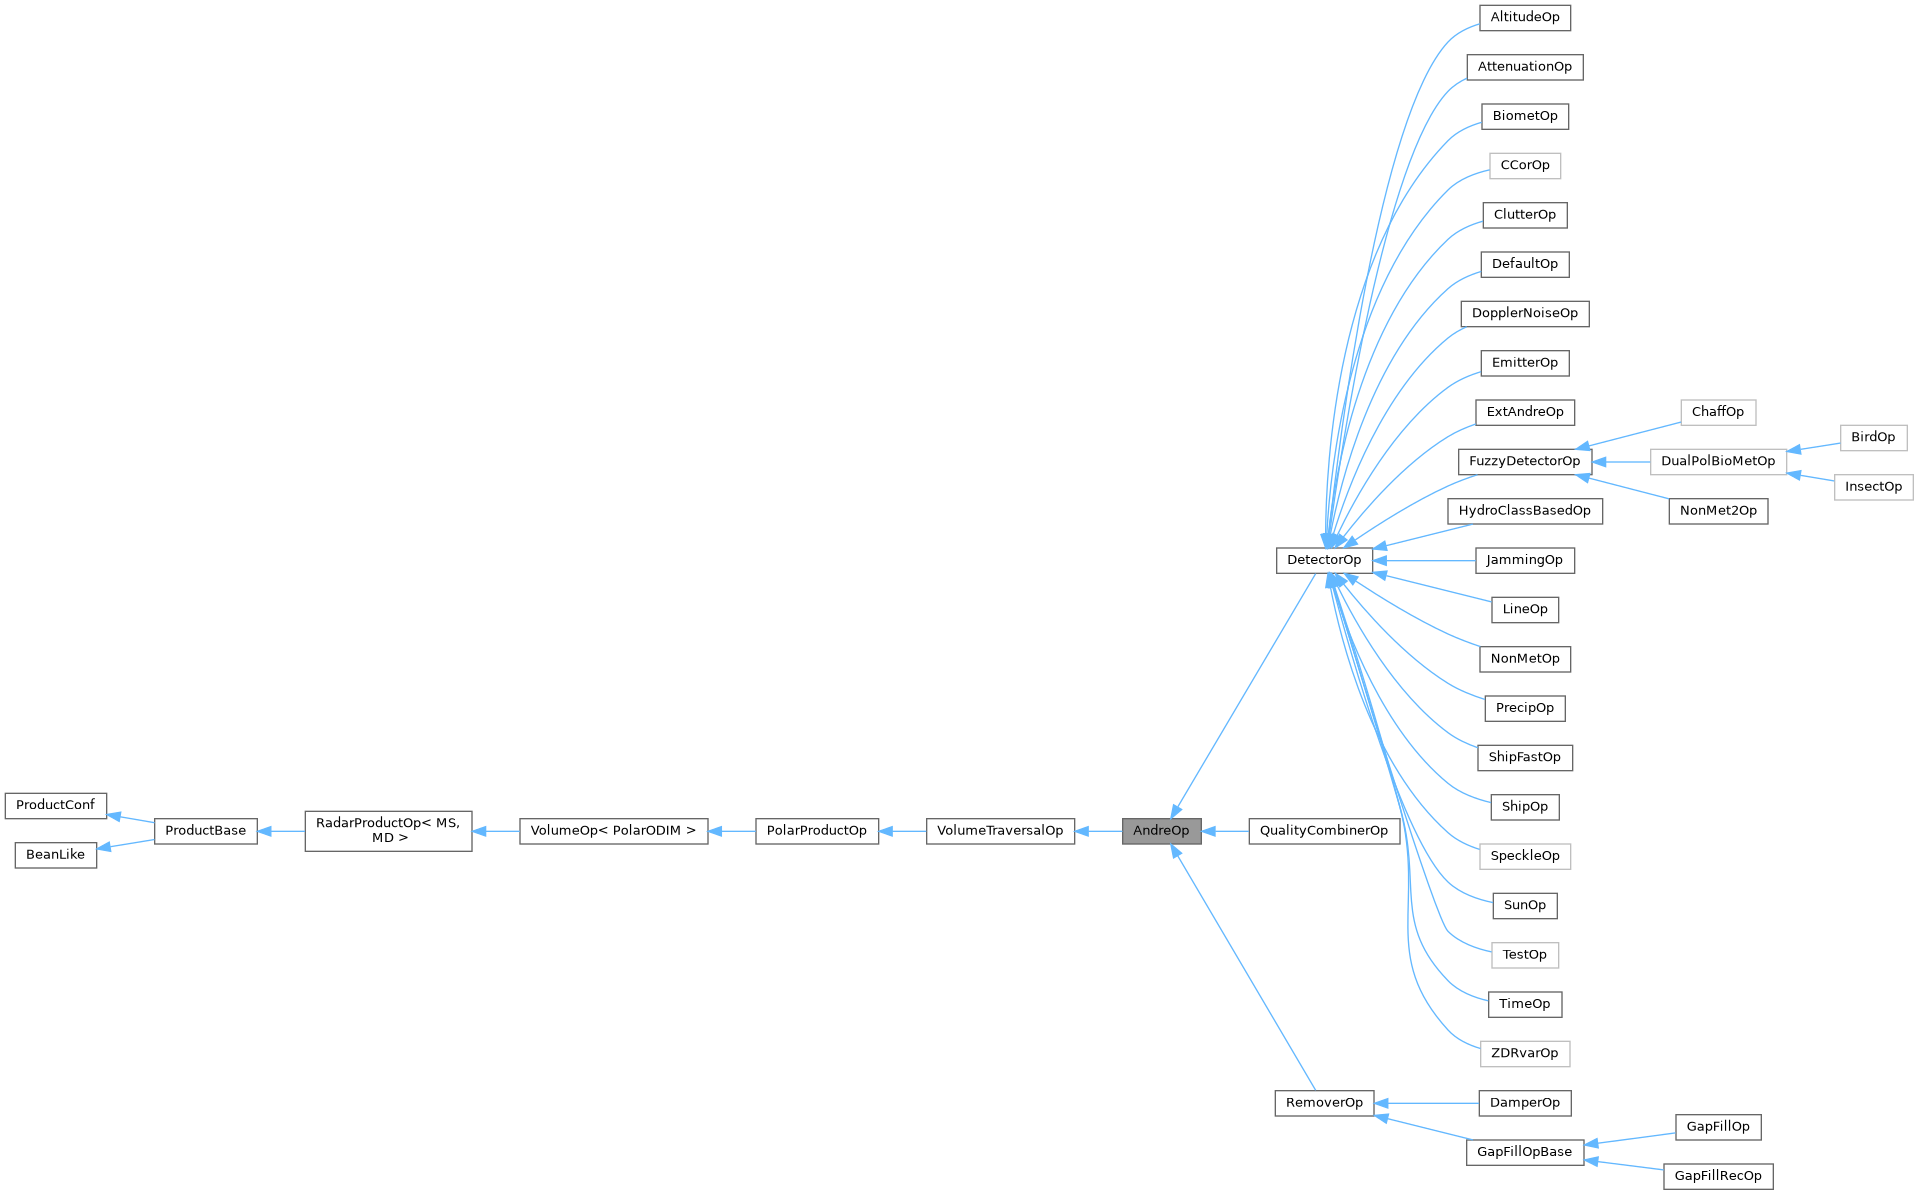 AltitudeOp
AttenuationOp
BiometOp
CCorOp
ClutterOp
DefaultOp
DopplerNoiseOp
EmitterOp
ExtAndreOp
ChaffOp
BirdOp
FuzzyDetectorOp
DualPolBioMetOp
InsectOp
HydroClassBasedOp
NonMet2Op
DetectorOp
JammingOp
LineOp
NonMetOp
PrecipOp
ShipFastOp
ProductConf
ShipOp
ProductBase
RadarProductOp< MS,
MD >
VolumeOp< PolarODIM >
PolarProductOp
VolumeTraversalOp
AndreOp
QualityCombinerOp
BeanLike
SpeckleOp
SunOp
TestOp
TimeOp
ZDRvarOp
RemoverOp
DamperOp
GapFillOp
GapFillOpBase
GapFillRecOp